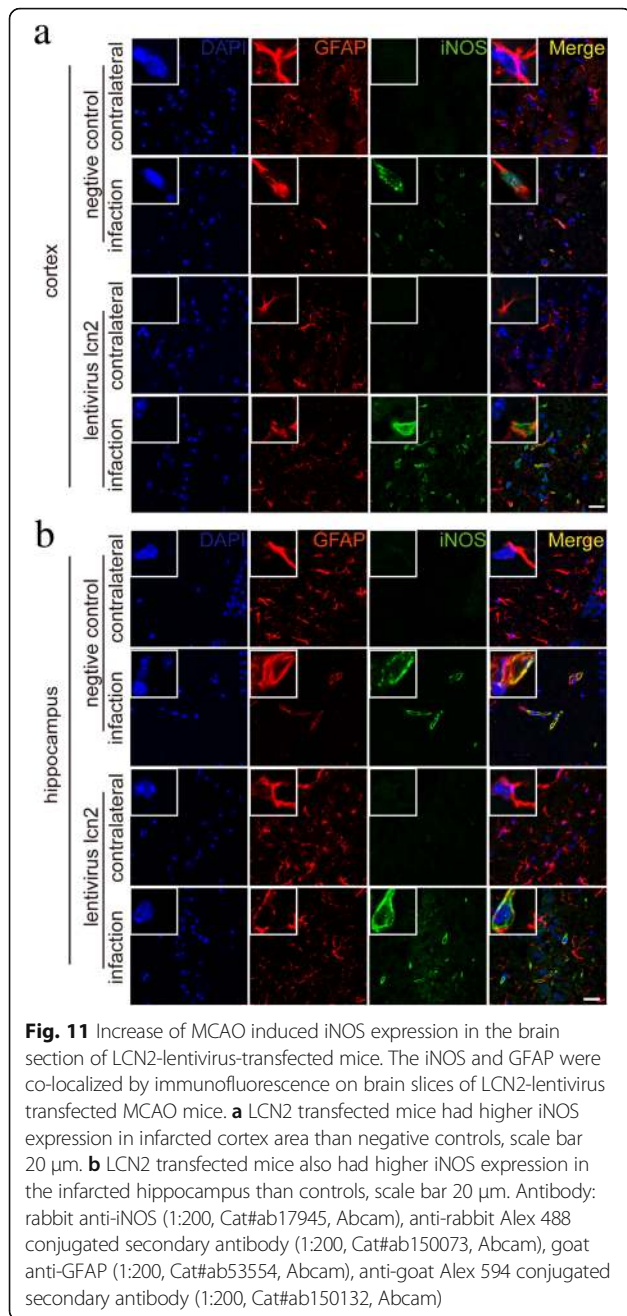 a
DAPI GFAP iNOS Merge
cortex
negtive control
contralateral
infaction
lentivirus lcn2
contralateral
infaction
b
DAPI GFAP iNOS Merge
hippocampus
negtive control
contralateral
infaction
lentivirus lcn2
contralateral
infaction
Fig. 11 Increase of MCAO induced iNOS expression in the brain
section of LCN2-lentivirus-transfected mice. The iNOS and GFAP were
co-localized by immunofluorescence on brain slices of LCN2-lentivirus
transfected MCAO mice. a LCN2 transfected mice had higher iNOS
expression in infarcted cortex area than negative controls, scale bar
20 μm. b LCN2 transfected mice also had higher iNOS expression in
the infarcted hippocampus than controls, scale bar 20 μm. Antibody:
rabbit anti-iNOS (1:200, Cat#ab17945, Abcam), anti-rabbit Alex 488
conjugated secondary antibody (1:200, Cat#ab150073, Abcam), goat
anti-GFAP (1:200, Cat#ab53554, Abcam), anti-goat Alex 594 conjugated
secondary antibody (1:200, Cat#ab150132, Abcam)